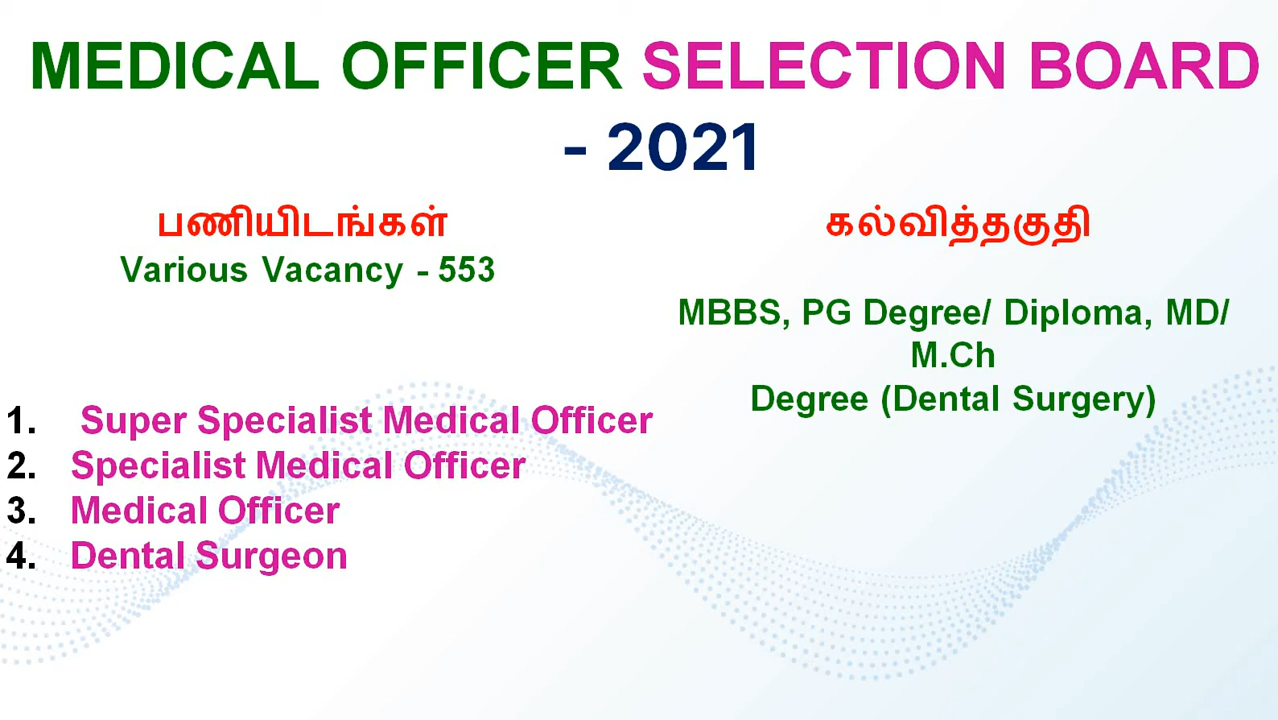 MEDICAL OFFICER SELECTION BOARD
- 2021
பணியிடங்கள்
Various Vacancy - 553
1. Super Specialist Medical Officer
2. Specialist Medical Officer
3. Medical Officer
4. Dental Surgeon
கல்வித்தகுதி
MBBS, PG Degree/ Diploma, MD/
M.Ch
Degree (Dental Surgery)